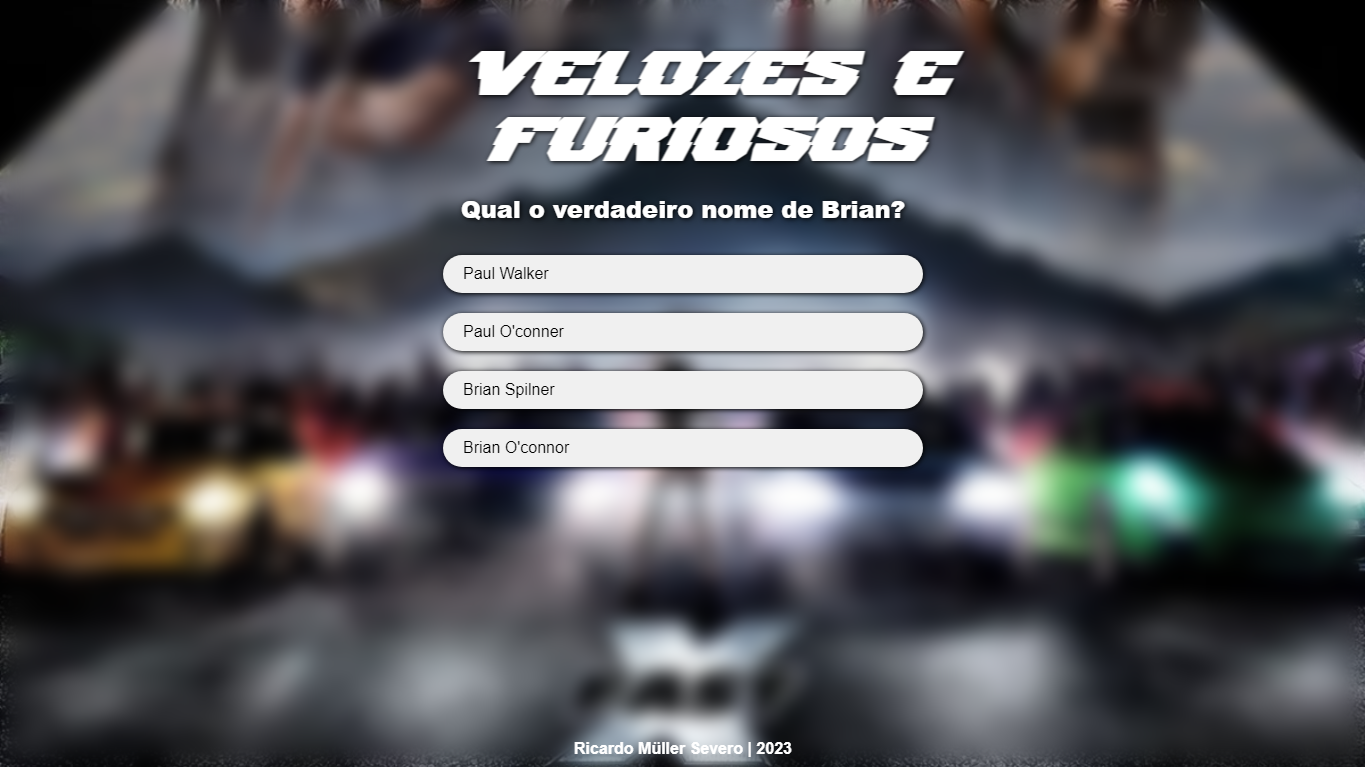 VELOZES E
FURIOSOS
Qual o verdadeiro nome de Brian?
Paul Walker
Paul O'conner
Brian Spilner
Brian O'connor
FAST
Ricardo Müller Severo | 2023